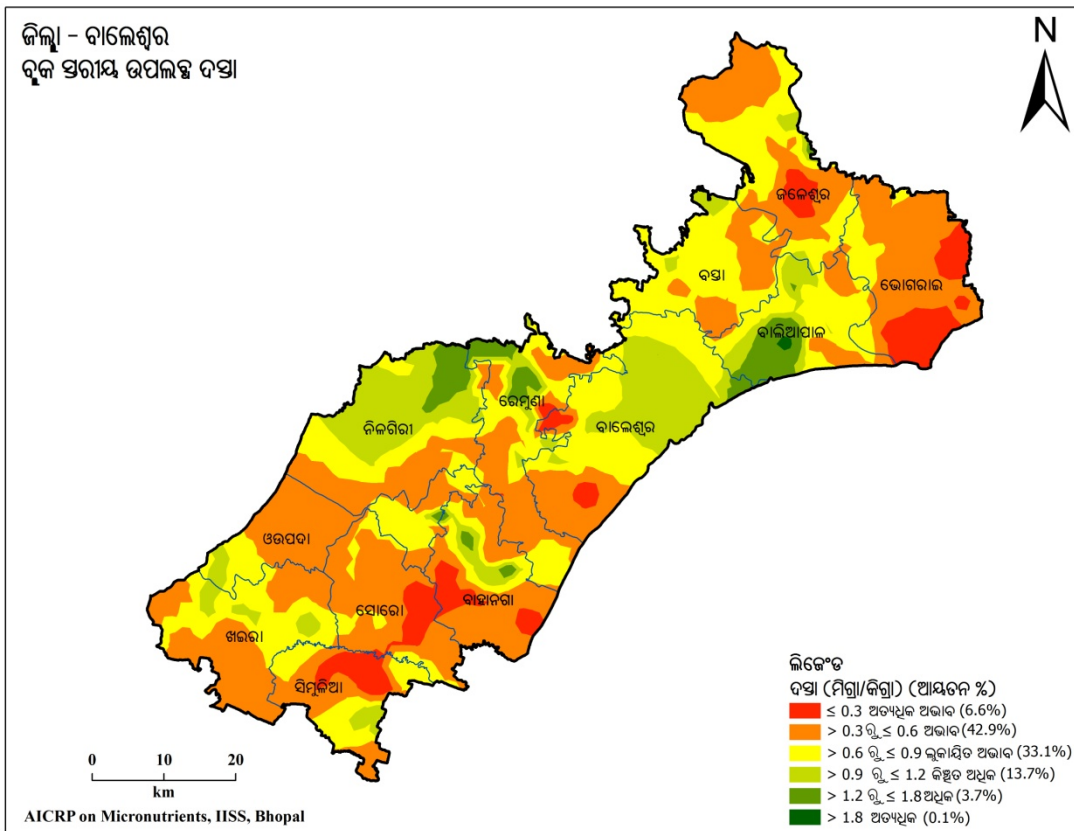 ଜିଲ୍ଲା - ବାଲେଶ୍ୱର
ବ୍ଲକ ସ୍ତରୀୟ ଉପଲବ୍ଧ ଦସ୍ତା
N
ଜଳେଶ୍ୱର
ବସ୍ତା
ଭୋଗରାଇ
ବାଲିଆପାଳ
ରେମୁଣା
ନିଳଗିରୀ
ବାଲେଶ୍ୱର
ଓଉପଦା
ସୋରୋ
ବାହାନଗା
ଖଇରା
ସିମୁଳିଆ
ଲିଜେଂଡ
ଦସ୍ତା (ମିଗ୍ରା/କିଗ୍ରା) (ଆୟତନ %)
≤ 0.3 ଅତ୍ୟଧିକ ଅଭାବ (6.6%)
> 0.3 ରୁ ≤ 0.6 ଅଭାବ (42.9%)
> 0.6 ରୁ ≤ 0.9 ଲୁକାୟିତ ଅଭାବ (33.1%)
> 0.9 ରୁ ≤ 1.2 କିଞ୍ଚିତ ଅଧିକ (13.7%)
> 1.2 ରୁ ≤ 1.8 ଅଧିକ (3.7%)
> 1.8 ଅତ୍ୟଧିକ (0.1%)
0 10 20
km
AICRP on Micronutrients, IISS, Bhopal